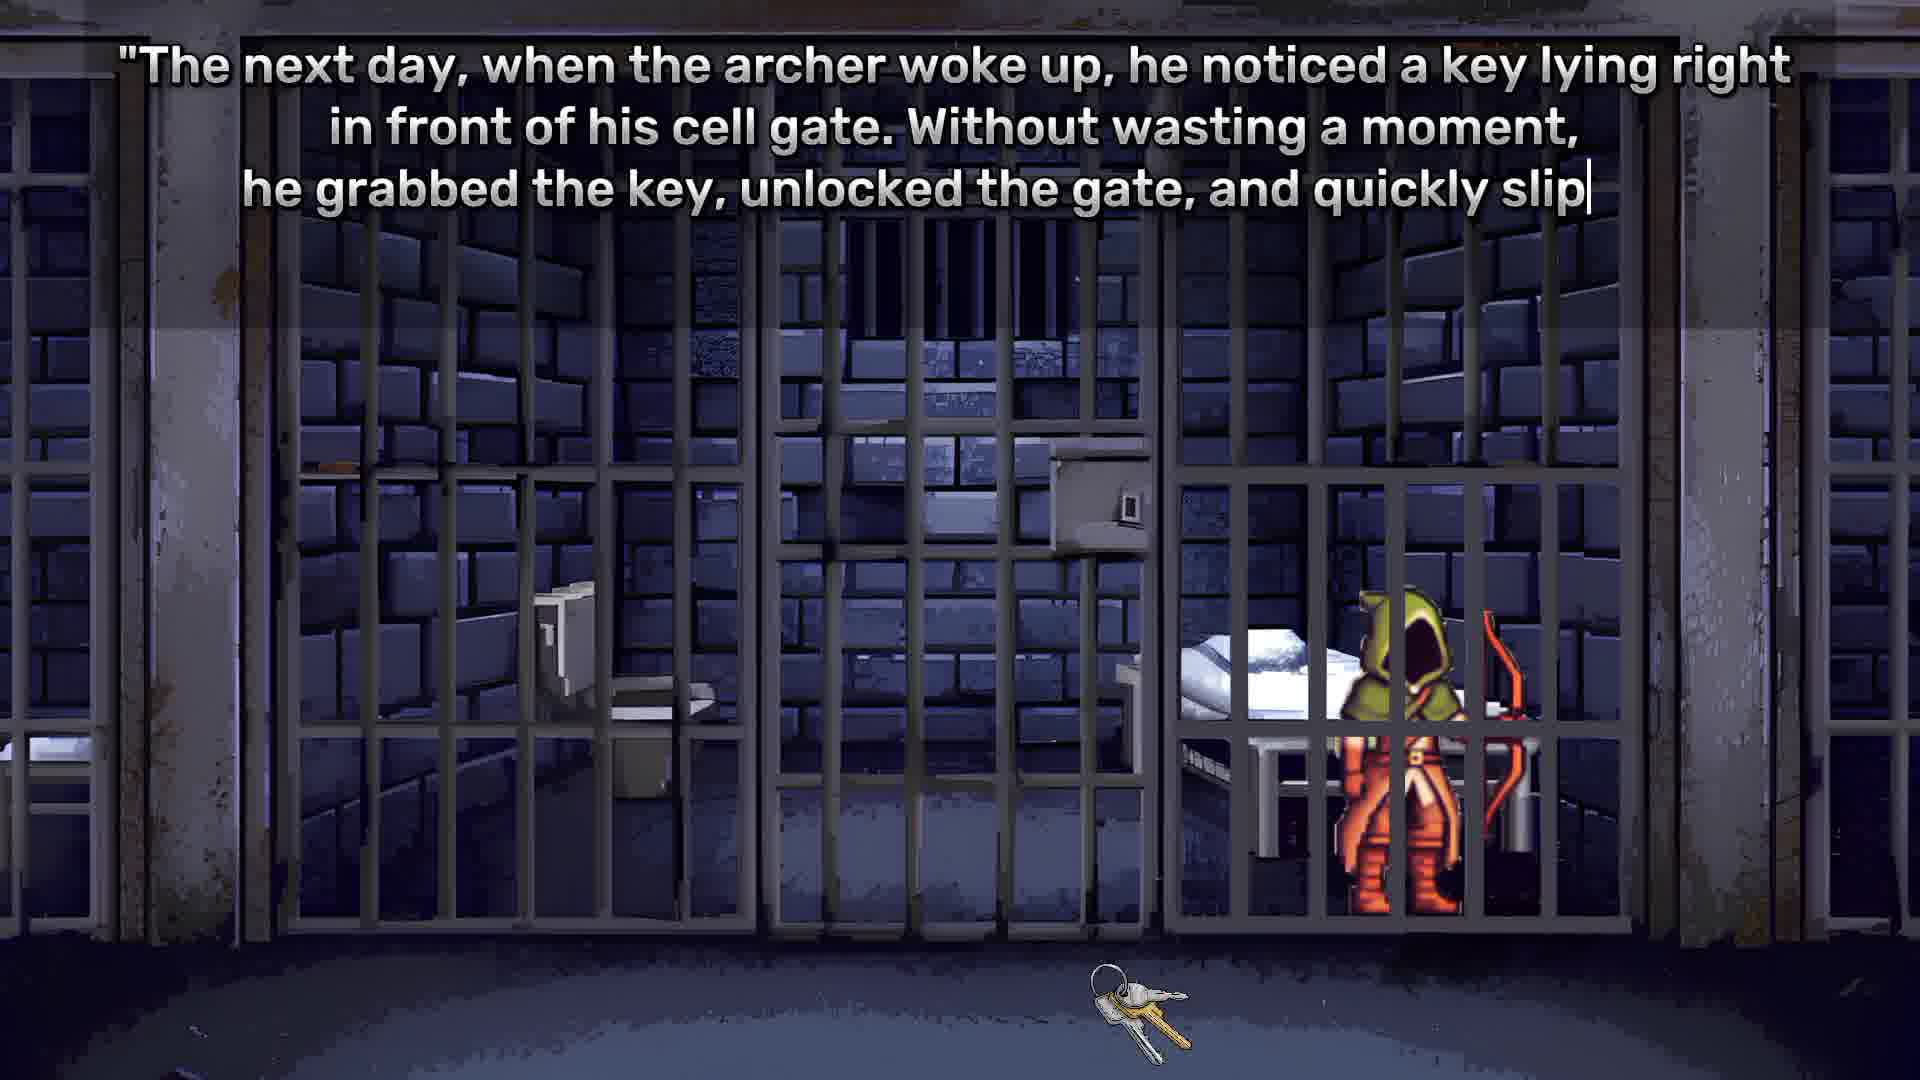 "The next day, when the archer woke up, he noticed a key lying right
in front of his cell gate. Without wasting a moment,
he grabbed the key, unlocked the gate, and quickly slip